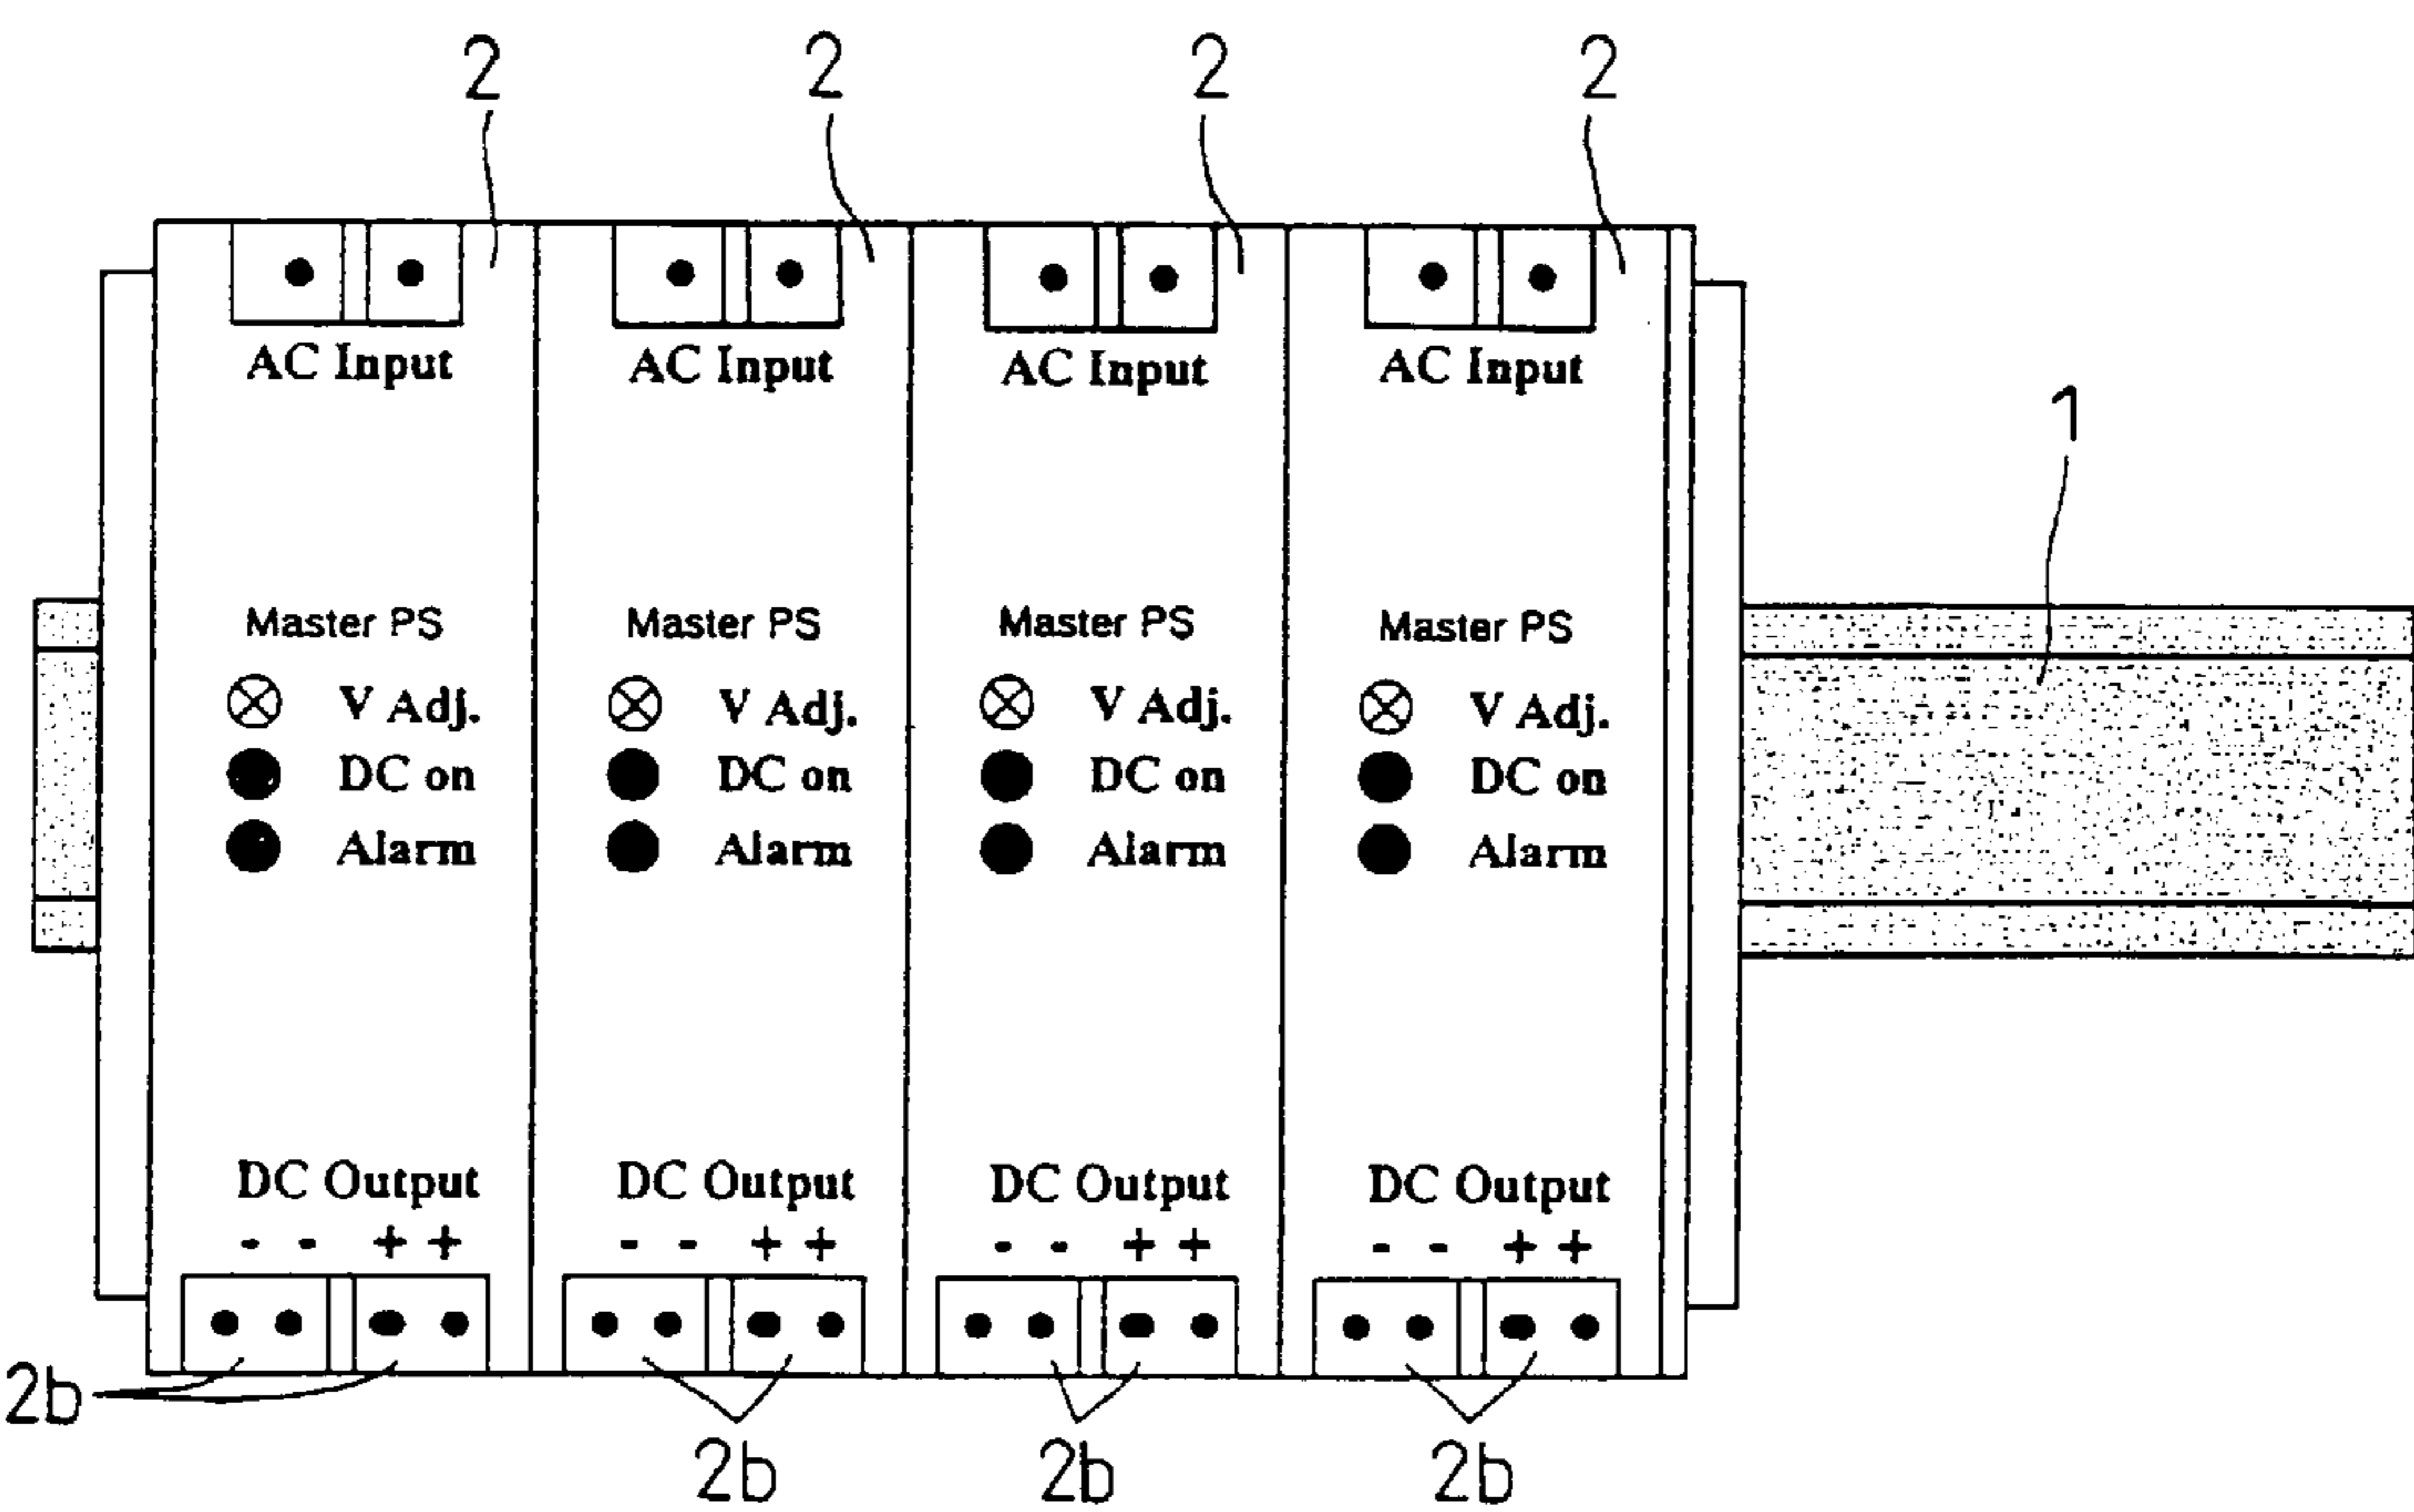 2 2 2 2
AC Input AC Input AC Input AC Input
1
Master PS Master PS Master PS Master PS
V Adj. V Adj. V Adj. V Adj.
DC on DC on DC on DC on
Alarm Alarm Alarm Alarm
DC Output DC Output DC Output DC Output
- - + + - - + + - - + + - - + +
2b
2b 2b 2b